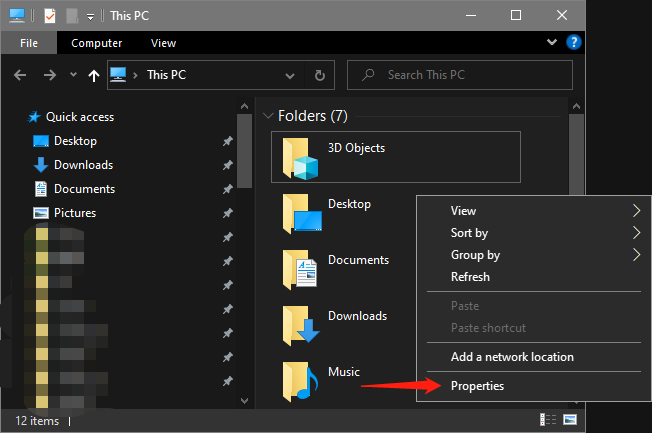 This PC
File
Computer
View
This PC
Search This PC
Quick access
Desktop
Downloads
Documents
Pictures
Folders (7)
3D Objects
Desktop
Documents
Downloads
Music
View
Sort by
Group by
Refresh
Paste
Paste shortcut
Add a network location
Properties
12 items